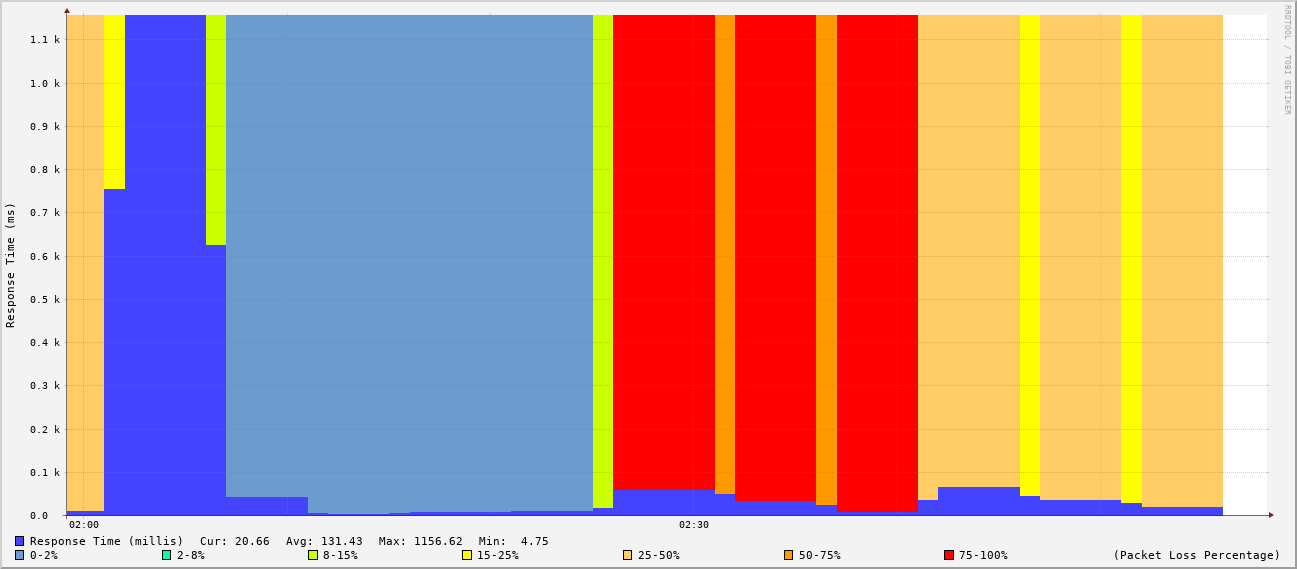 RRDTOOL / TOBI OETIKER
Response Time (ms)
1.1 k
1.0 k
0.9 k
0.8 k
0.7 k
0.6 k
0.5 k
0.4 k
0.3 k
0.2 k
0.1 k
0.0
02:00 02:30
Response Time (millis) Cur: 20.66 Avg: 131.43 Max: 1156.62 Min: 4.75
0-2% 2-8% 8-15% 15-25% 25-50% 50-75% 75-100% (Packet Loss Percentage)